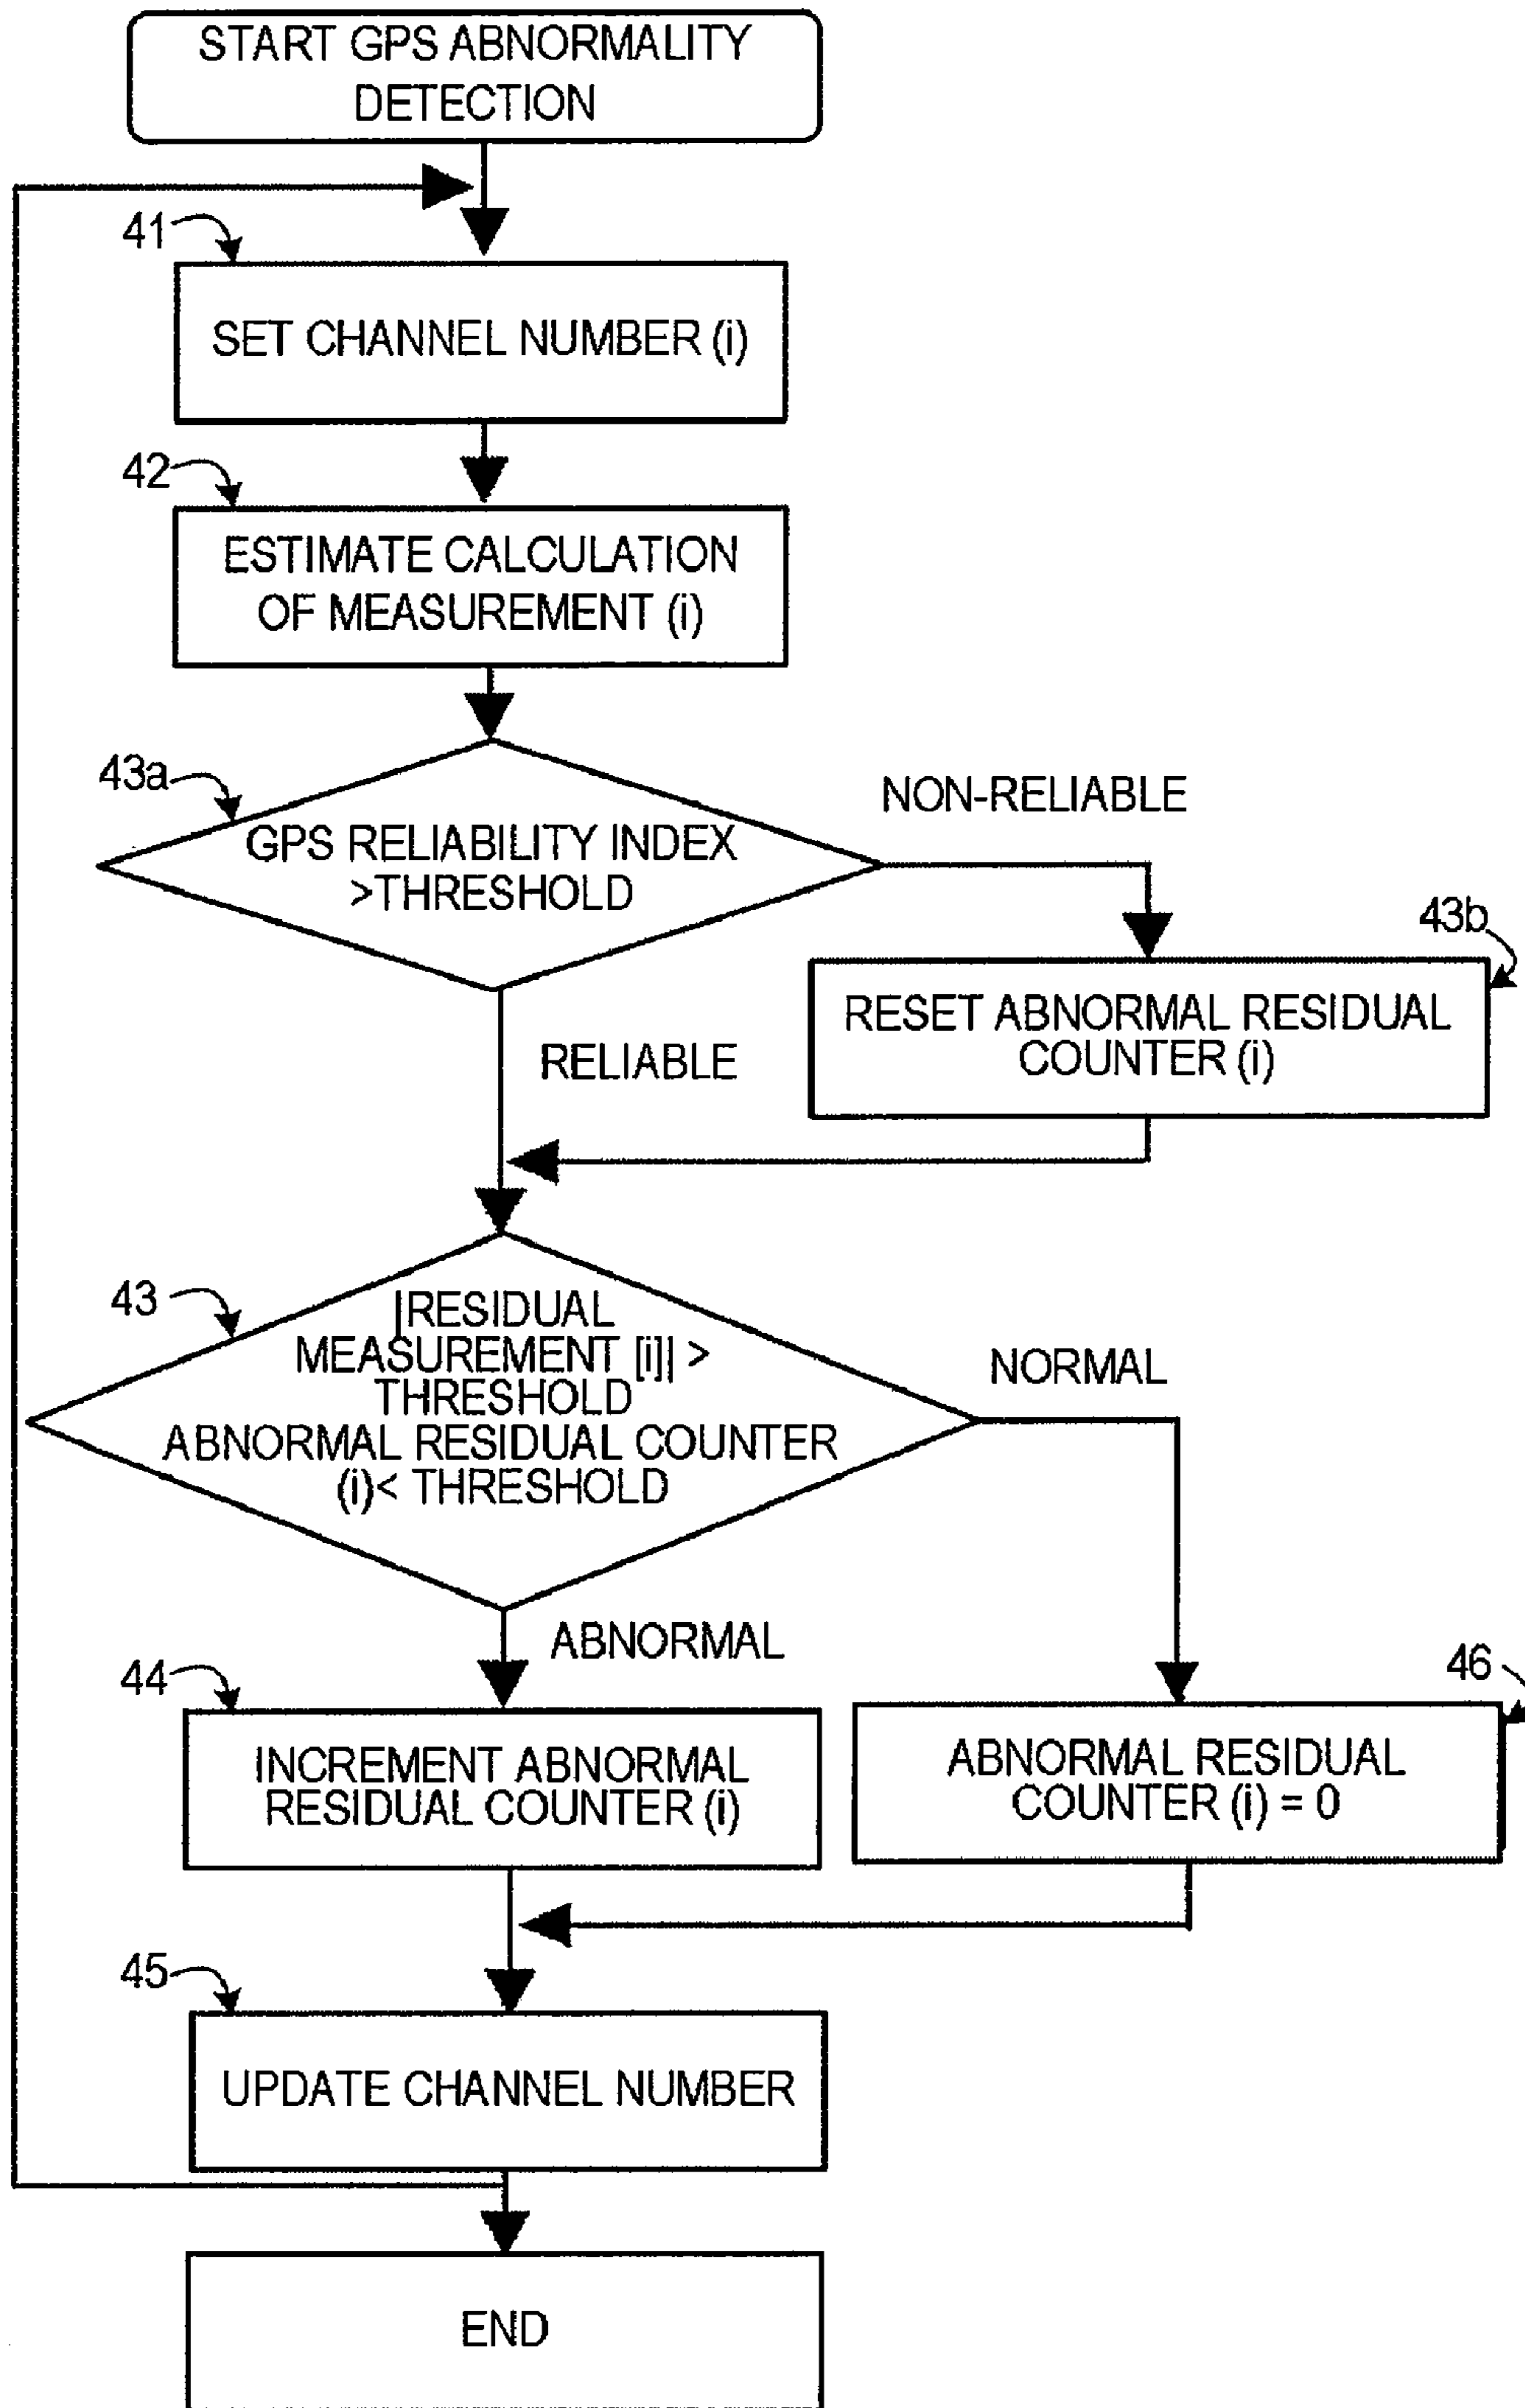 START GPS ABNORMALITY
DETECTION
41
SET CHANNEL NUMBER (i)
42
ESTIMATE CALCULATION
OF MEASUREMENT (i)
43a
GPS RELIABILITY INDEX
>THRESHOLD
NON-RELIABLE
43b
RESET ABNORMAL RESIDUAL
COUNTER (i)
RELIABLE
43
|RESIDUAL
MEASUREMENT [i]| >
THRESHOLD
ABNORMAL RESIDUAL COUNTER
(i)< THRESHOLD
NORMAL
ABNORMAL
44
INCREMENT ABNORMAL
RESIDUAL COUNTER (i)
46
ABNORMAL RESIDUAL
COUNTER (i) = 0
45
UPDATE CHANNEL NUMBER
END